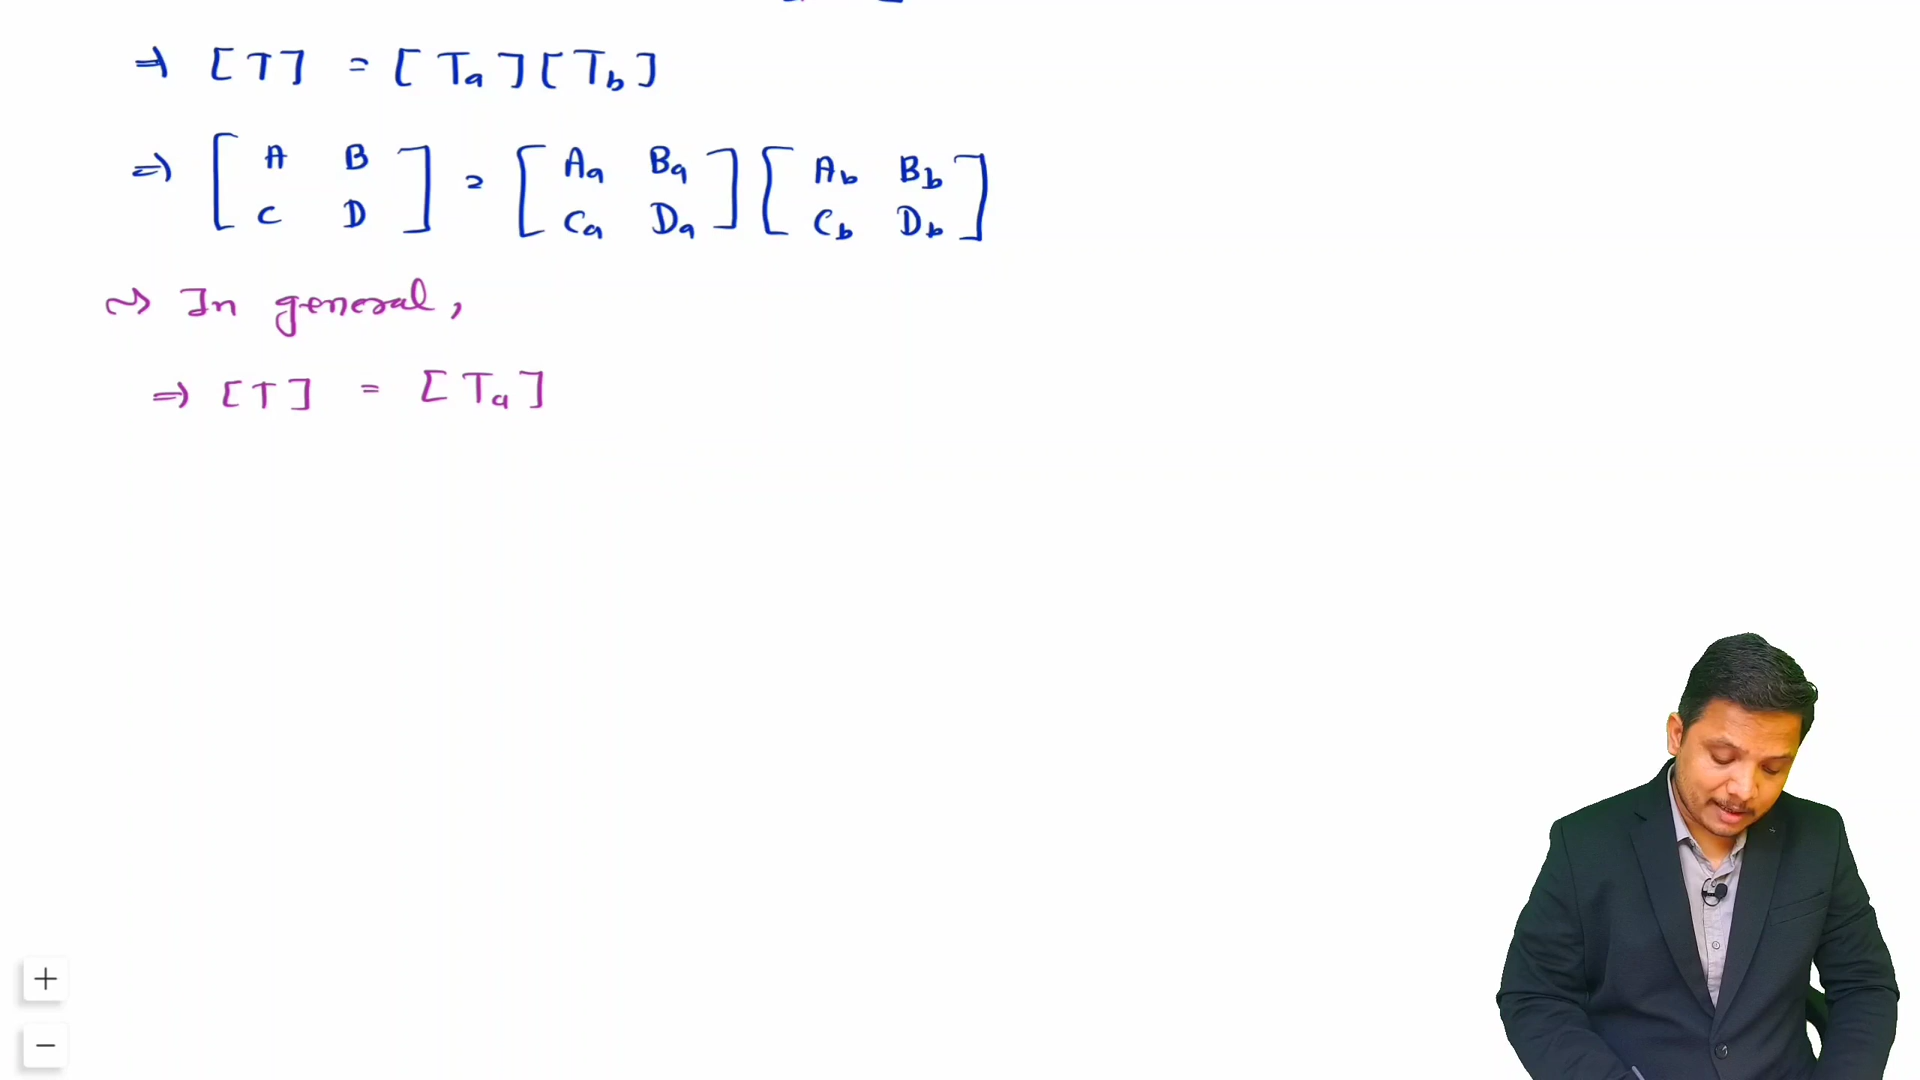 ⇒ [T] = [Ta][Tb]
⇒ [A B C D] = [Aa Ba Ca Da][Ab Bb Cb Db]
~> In general,
⇒ [T] = [Ta]
+
−